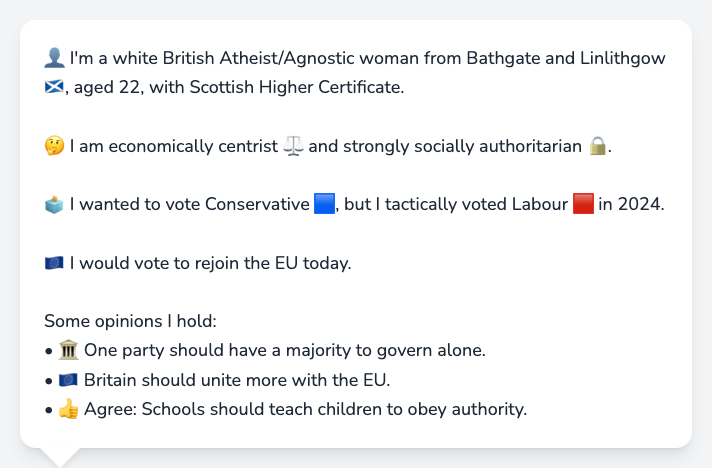 👤 I'm a white British Atheist/Agnostic woman from Bathgate and Linlithgow
🏴󠁧󠁢󠁳󠁣󠁴󠁿, aged 22, with Scottish Higher Certificate.
🤔 I am economically centrist ⚖️ and strongly socially authoritarian 🔒.
🗳️ I wanted to vote Conservative 🟦, but I tactically voted Labour 🟥 in 2024.
🇪🇺 I would vote to rejoin the EU today.
Some opinions I hold:
• 🏛️ One party should have a majority to govern alone.
• 🇪🇺 Britain should unite more with the EU.
• 👍 Agree: Schools should teach children to obey authority.